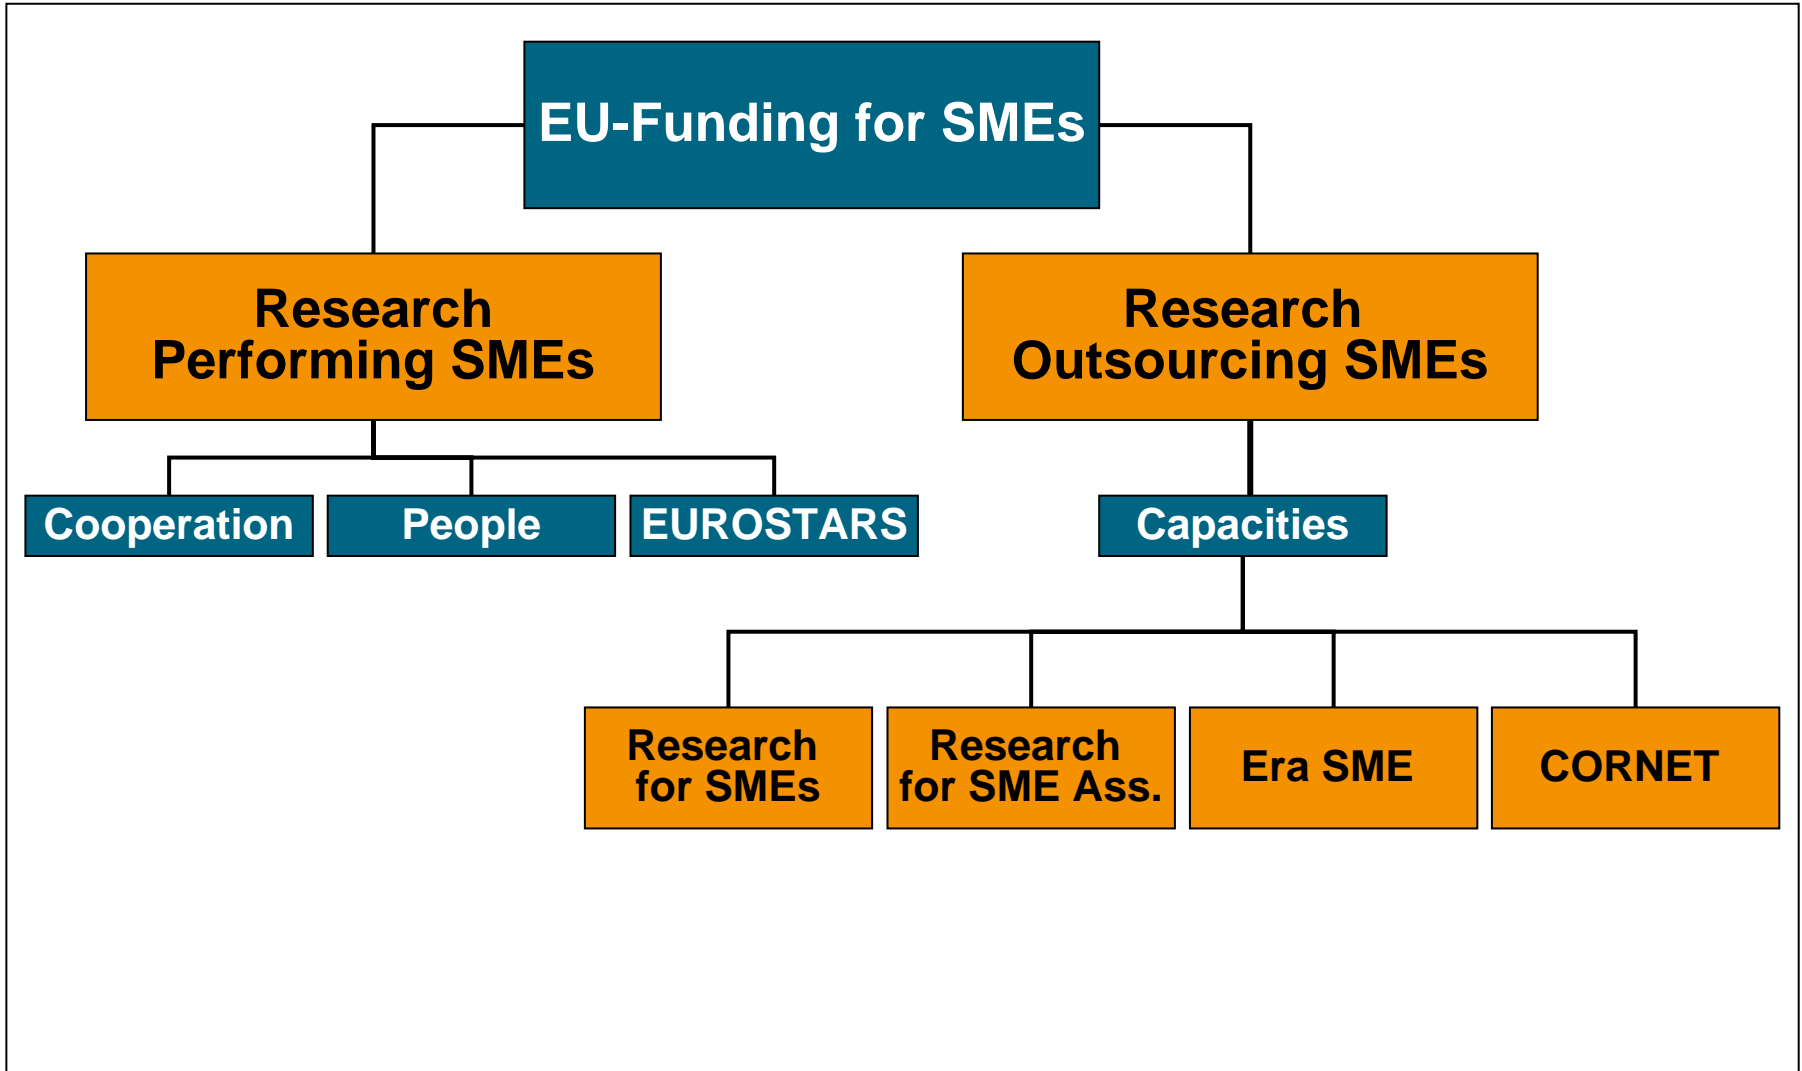 EU-Funding for SMEs
Research
Performing SMEs
Research
Outsourcing SMEs
Cooperation
People
EUROSTARS
Capacities
Research
for SMEs
Research
for SME Ass.
Era SME
CORNET